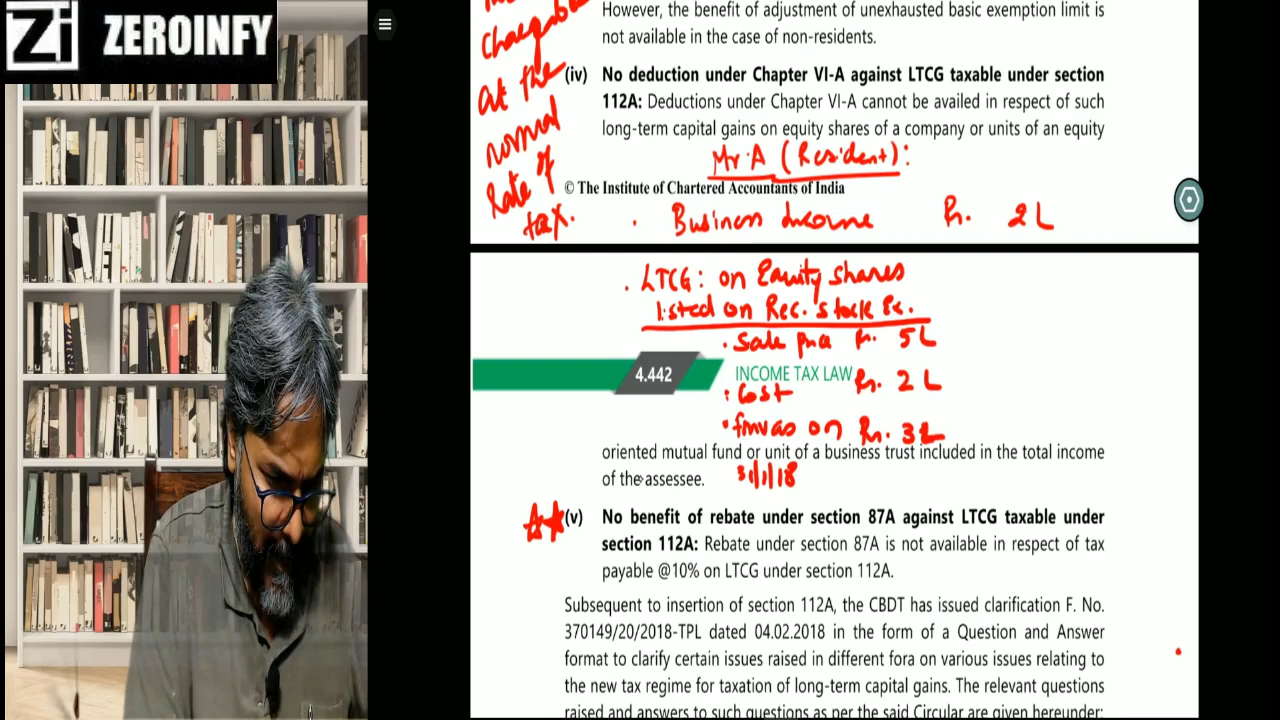 Zi ZEROINFY
However, the benefit of adjustment of unexhausted basic exemption limit is
not available in the case of non-residents.
chargeable
at the
normal
Rate of
tax.
(iv) No deduction under Chapter VI-A against LTCG taxable under section
112A: Deductions under Chapter VI-A cannot be availed in respect of such
long-term capital gains on equity shares of a company or units of an equity
Mr. A (Resident):
© The Institute of Chartered Accountants of India
. Business Income Rs. 2L
. LTCG: on Equity shares
listed on Rec. stock Ex.
. Sale price Rs. 5L
4.442 INCOME TAX LAW
: Cost Rs. 2L
. fmv as on Rs. 3L
oriented mutual fund or unit of a business trust included in the total income
of the assessee.
31/1/18
(v) No benefit of rebate under section 87A against LTCG taxable under
section 112A: Rebate under section 87A is not available in respect of tax
payable @10% on LTCG under section 112A.
Subsequent to insertion of section 112A, the CBDT has issued clarification F. No.
370149/20/2018-TPL dated 04.02.2018 in the form of a Question and Answer
format to clarify certain issues raised in different fora on various issues relating to
the new tax regime for taxation of long-term capital gains. The relevant questions
raised and answers to such questions as per the said Circular are given hereunder: